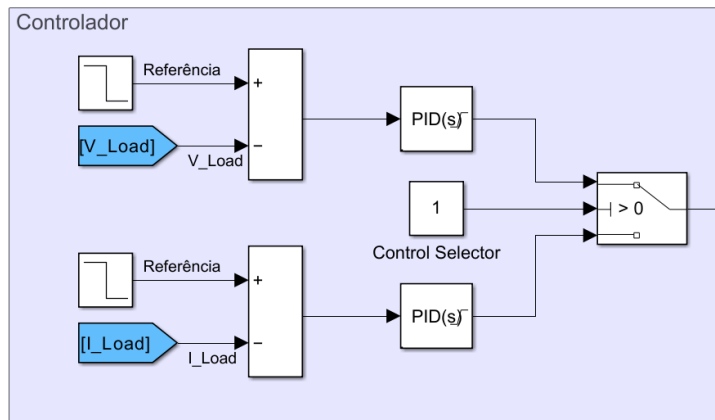 Controlador
Referência
+
[V_Load]
−
V_Load
PID(s)
1
> 0
Control Selector
Referência
+
[I_Load]
−
I_Load
PID(s)